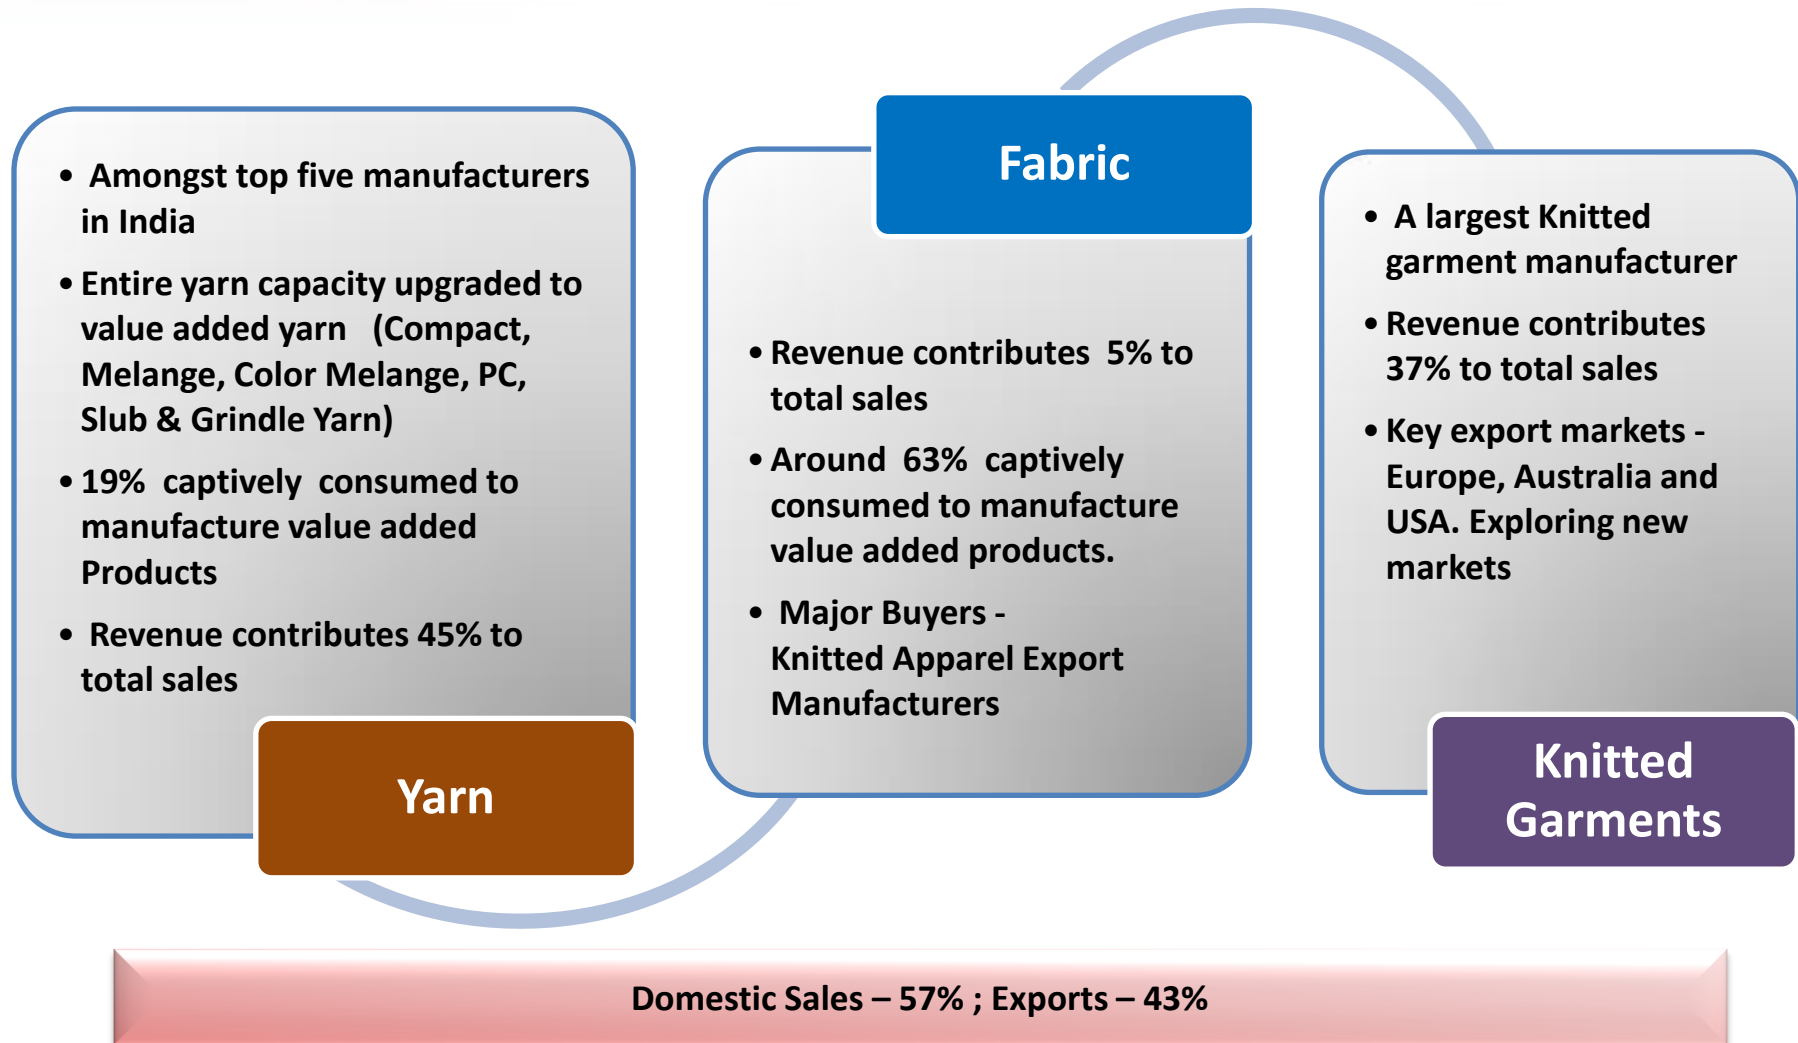 • Amongst top five manufacturers
in India
• Entire yarn capacity upgraded to
value added yarn (Compact,
Melange, Color Melange, PC,
Slub & Grindle Yarn)
• 19% captively consumed to
manufacture value added
Products
• Revenue contributes 45% to
total sales
Yarn
Fabric
• Revenue contributes 5% to
total sales
• Around 63% captively
consumed to manufacture
value added products.
• Major Buyers -
Knitted Apparel Export
Manufacturers
• A largest Knitted
garment manufacturer
• Revenue contributes
37% to total sales
• Key export markets -
Europe, Australia and
USA. Exploring new
markets
Knitted
Garments
Domestic Sales – 57% ; Exports – 43%